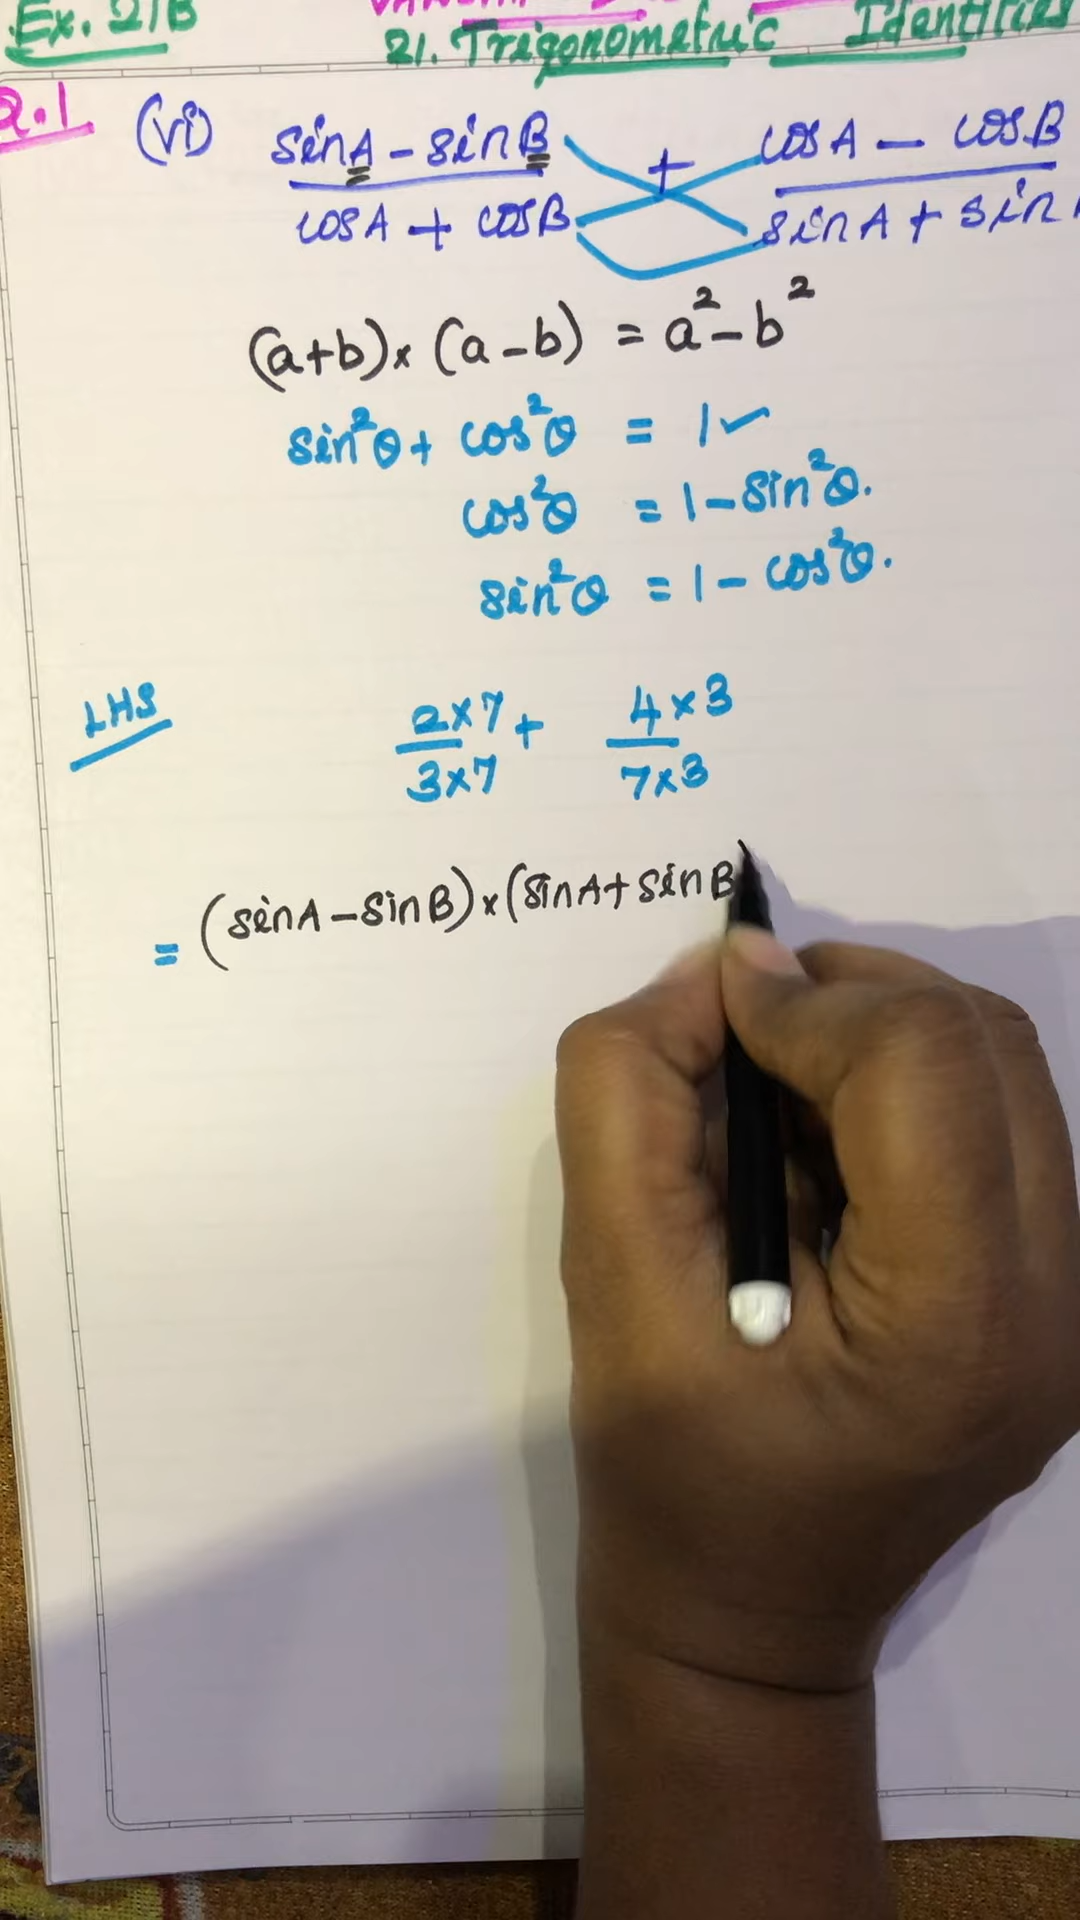 Ex. 21B
21. Trigonometric Identities
Q.1 (vi) sinA - sinB + cosA - cosB
cosA + cosB sinA + sin
(a+b)x (a-b) = a²-b²
sin²θ + cos²θ = 1 ✓
cos²θ = 1-sin²θ.
sin²θ = 1 - cos²θ.
LHS 2x7 + 4x3
3x7 7x3
= (sinA - sinB) x (sinA + sinB)